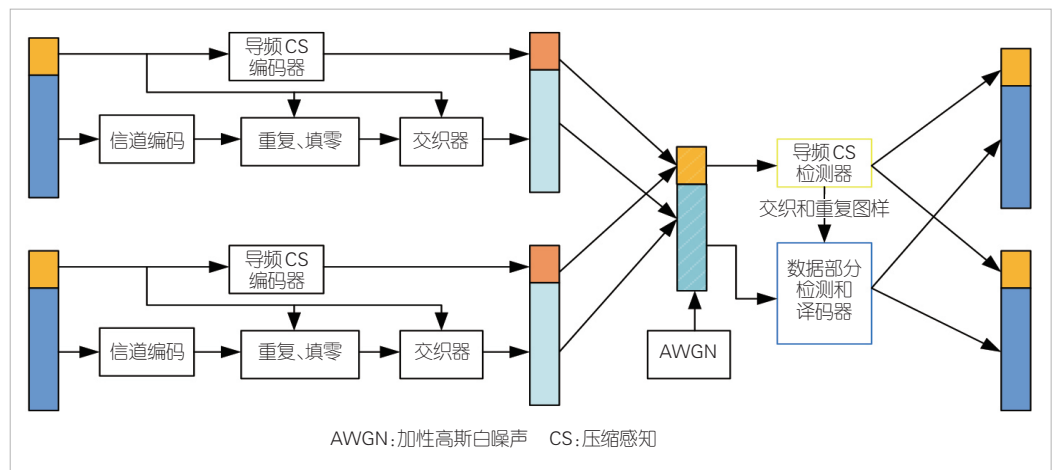 导频CS
编码器
信道编码
重复、填零
交织器
导频CS
检测器
交织和重复图样
数据部分
检测和
译码器
导频CS
编码器
信道编码
重复、填零
交织器
AWGN
AWGN:加性高斯白噪声 CS:压缩感知